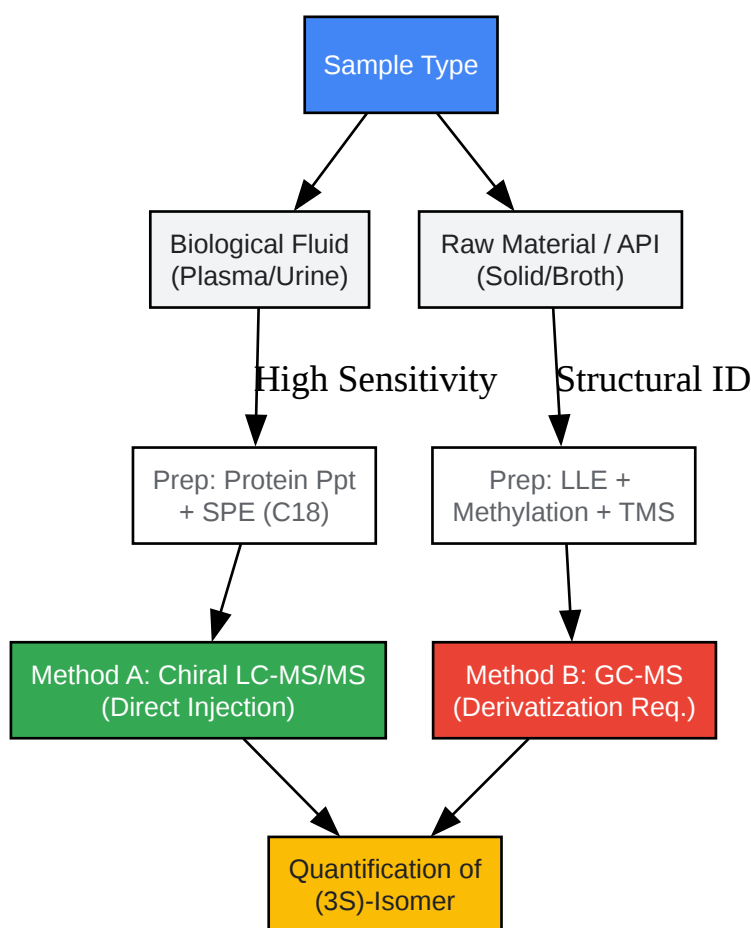 Sample Type
Biological Fluid
(Plasma/Urine)
Raw Material / API
(Solid/Broth)
High Sensitivity
Structural ID
Prep: Protein Ppt
+ SPE (C18)
Prep: LLE +
Methylation + TMS
Method A: Chiral LC-MS/MS
(Direct Injection)
Method B: GC-MS
(Derivatization Req.)
Quantification of
(3S)-Isomer